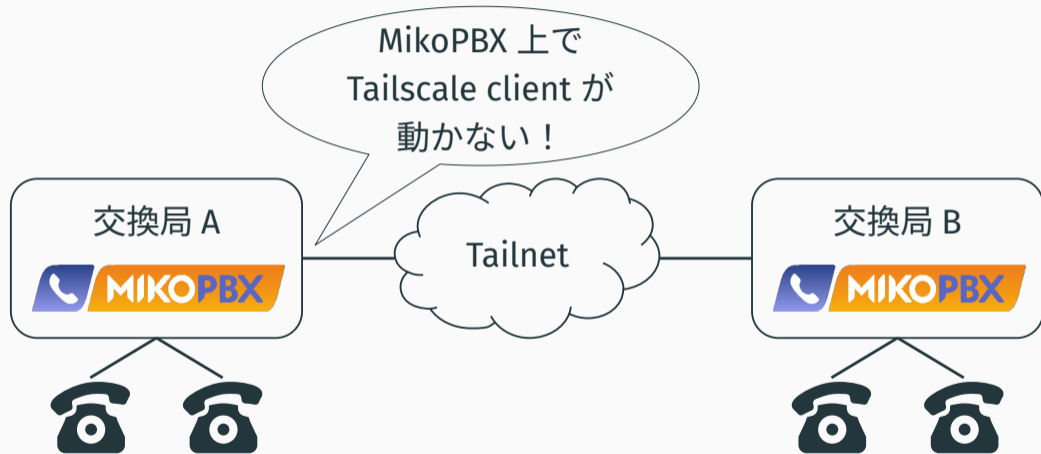 MikoPBX 上で
Tailscale client が
動かない！
交換局 A
MIKOPBX
Tailnet
交換局 B
MIKOPBX